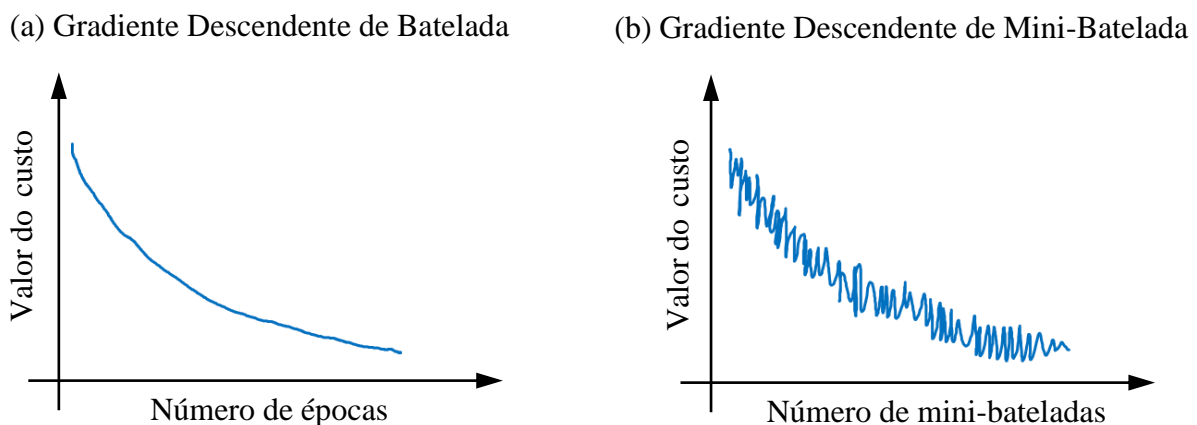 (a) Gradiente Descendente de Batelada
(b) Gradiente Descendente de Mini-Batelada
Valor do custo
Número de épocas
Valor do custo
Número de mini-bateladas